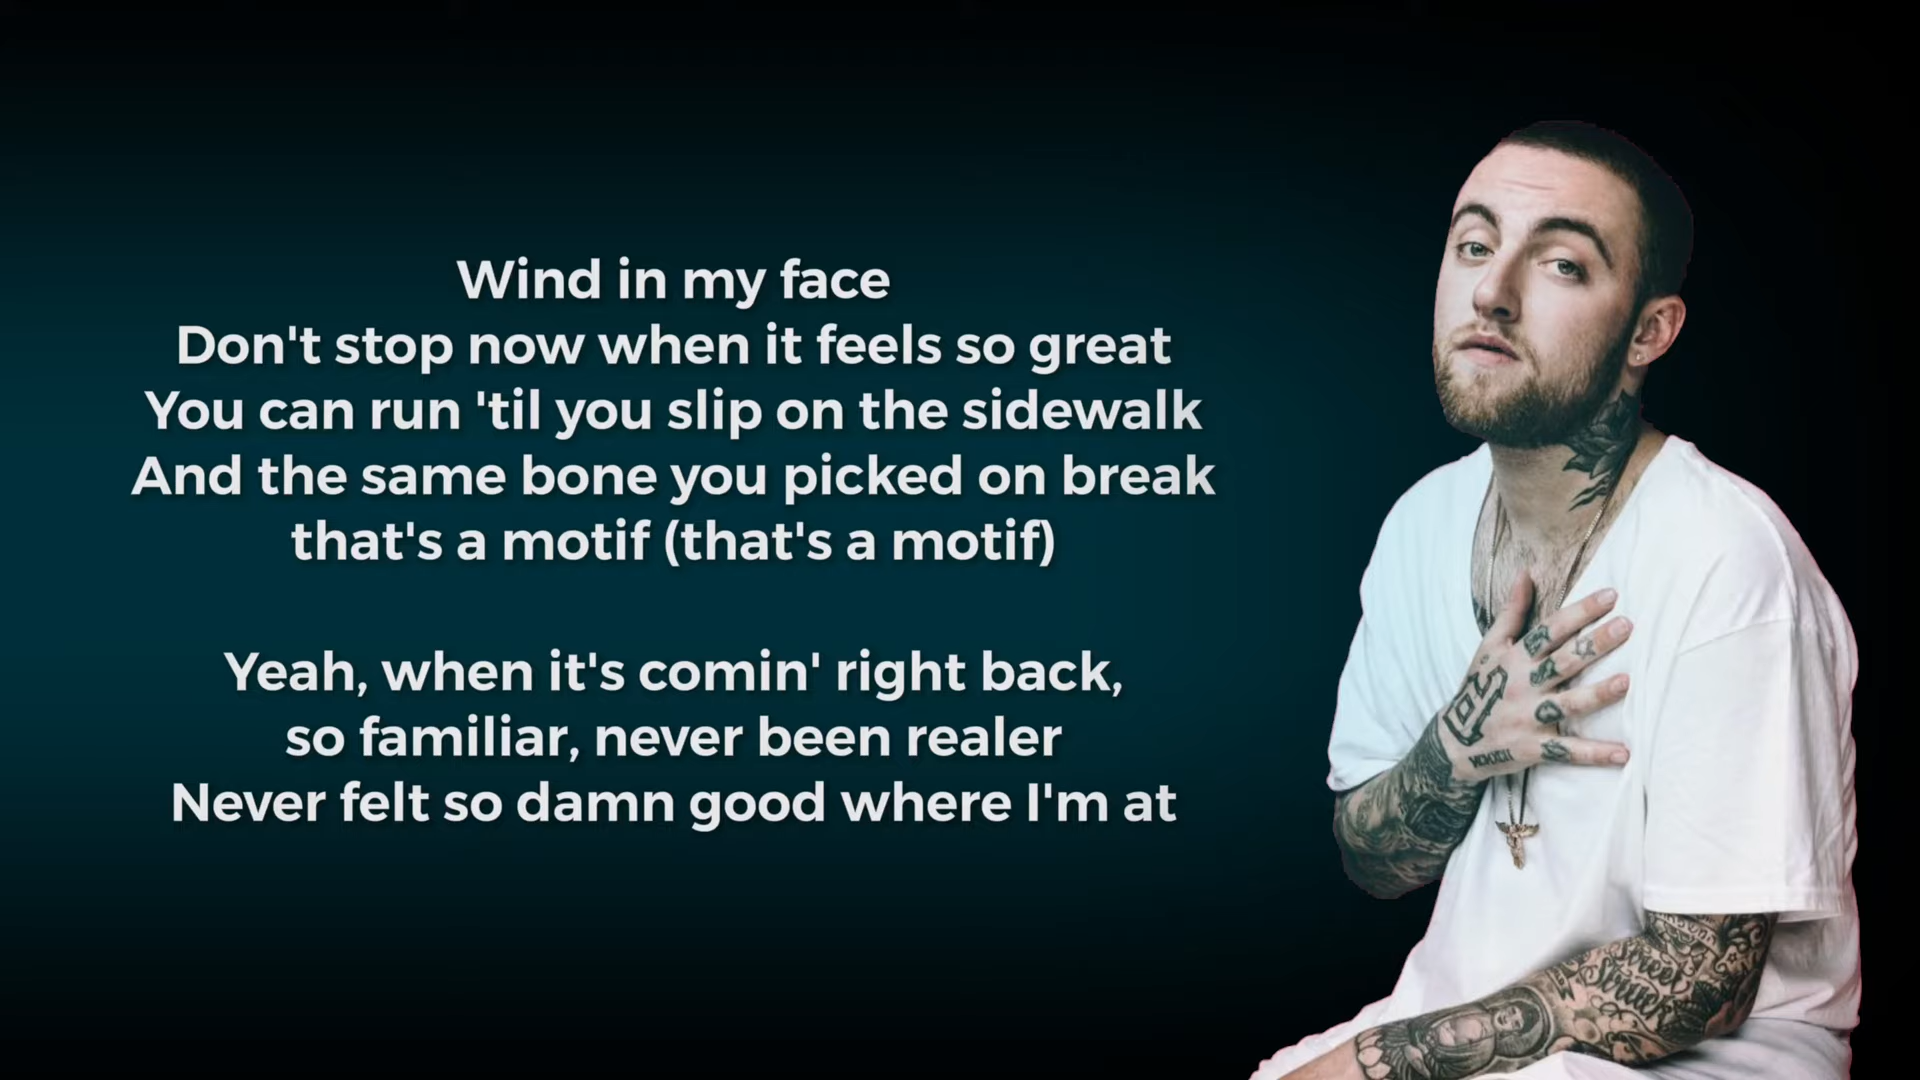 Wind in my face
Don't stop now when it feels so great
You can run 'til you slip on the sidewalk
And the same bone you picked on break
that's a motif (that's a motif)
Yeah, when it's comin' right back,
so familiar, never been realer
Never felt so damn good where I'm at
Street
Struck